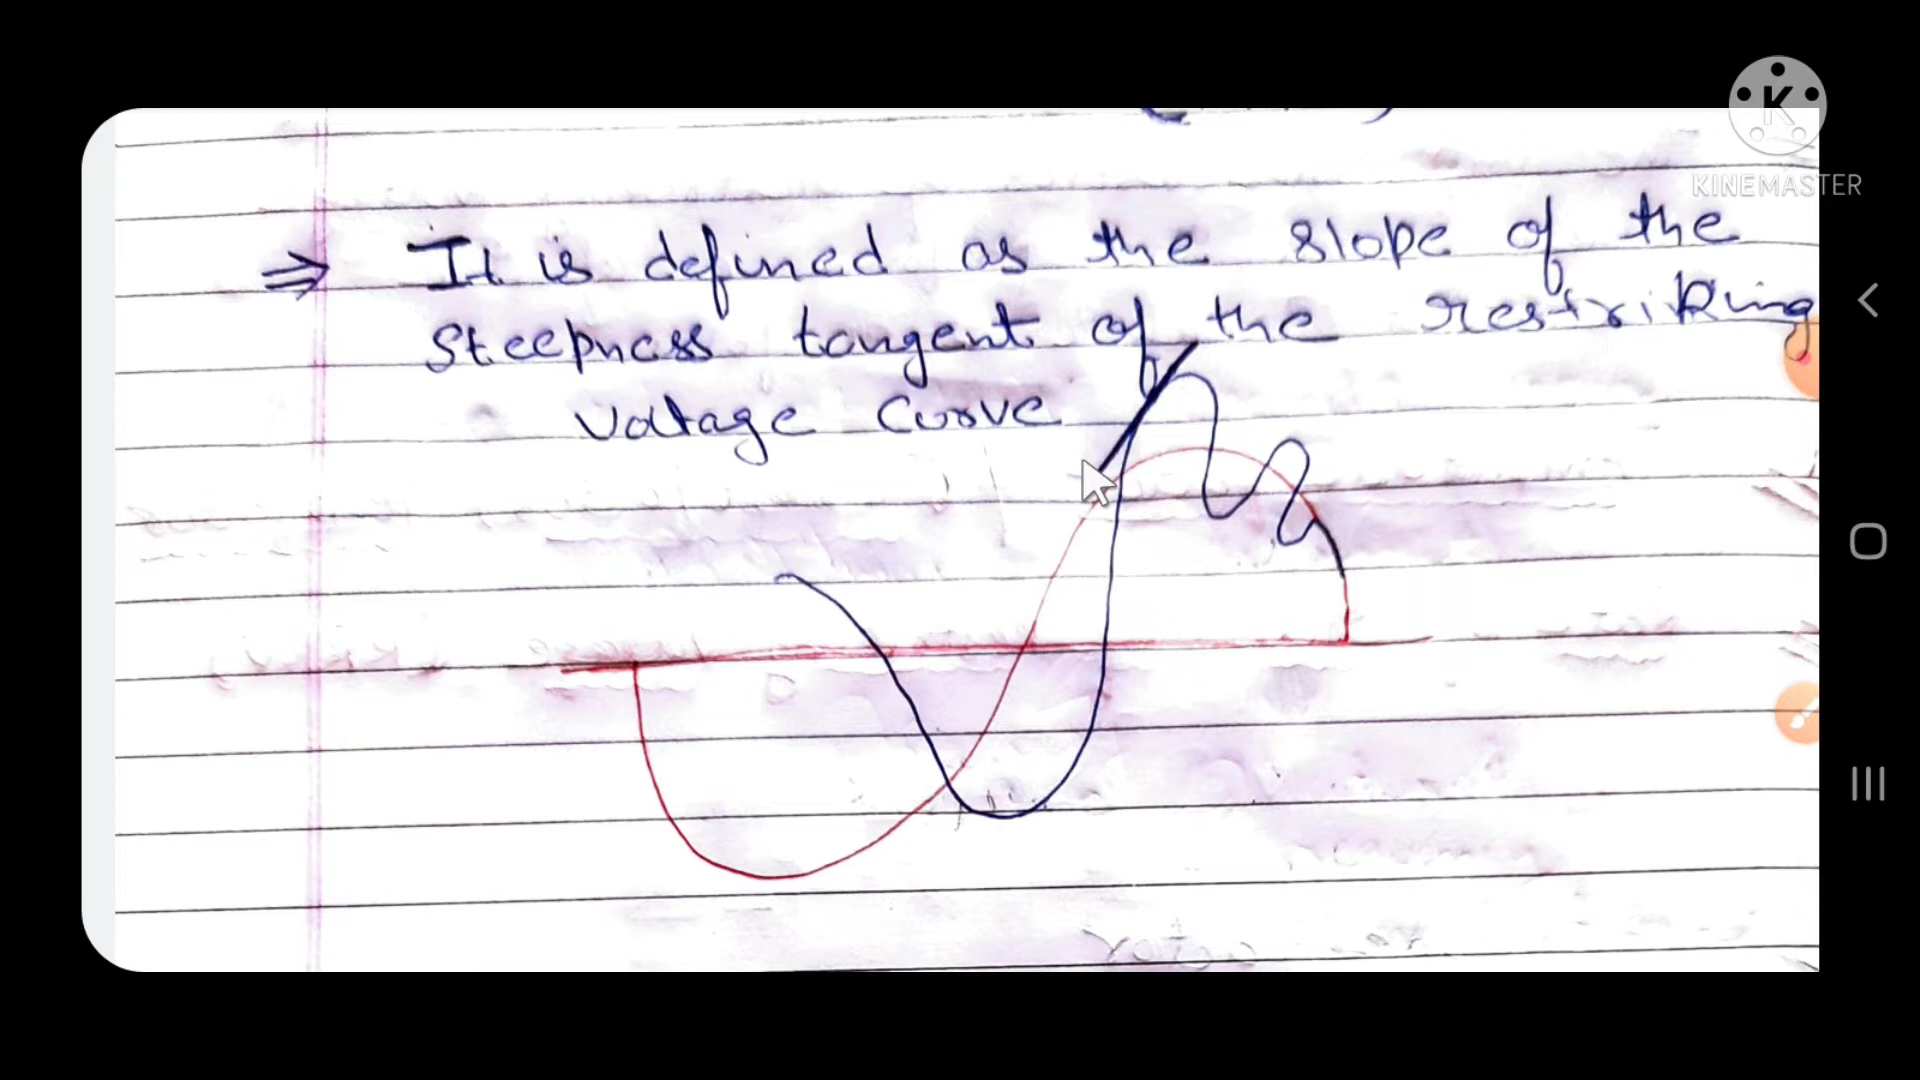 KINEMASTER
⇒ It is defined as the slope of the
steepness tangent of the restriking
voltage curve